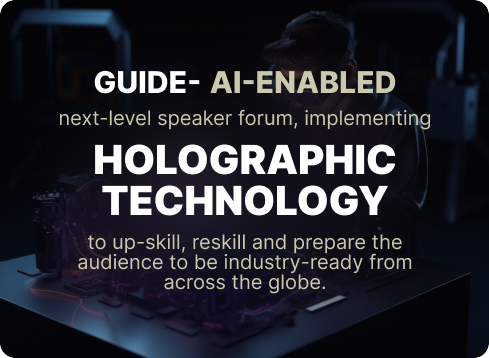 GUIDE- AI-ENABLED
next-level speaker forum, implementing
HOLOGRAPHIC
TECHNOLOGY
to up-skill, reskill and prepare the
audience to be industry-ready from
across the globe.